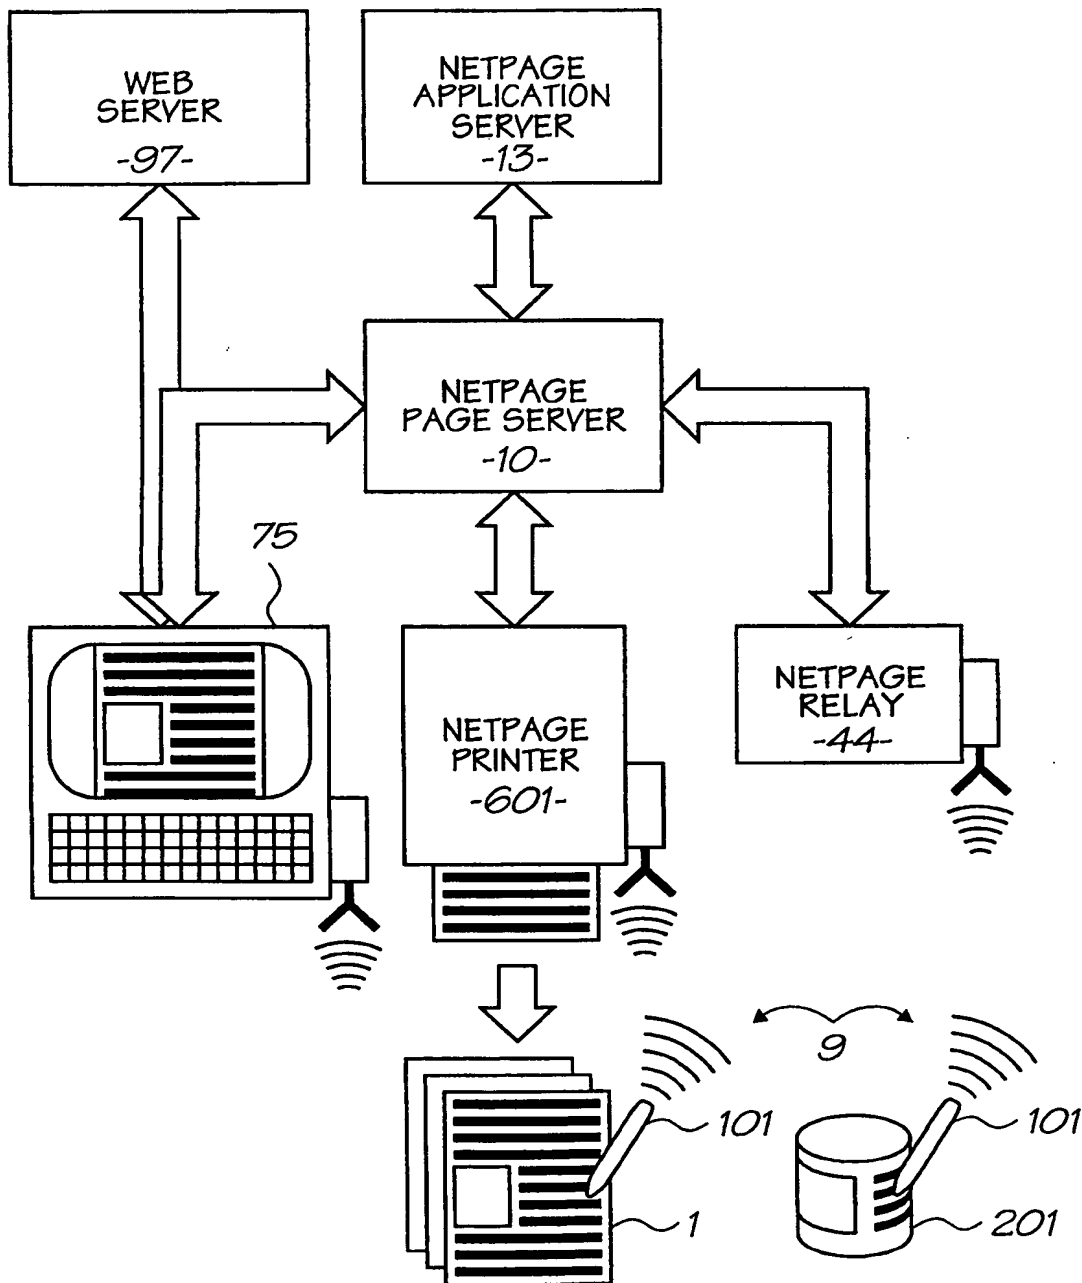 WEB
SERVER
-97-
NETPAGE
APPLICATION
SERVER
-13-
NETPAGE
PAGE SERVER
-10-
75
NETPAGE
PRINTER
-601-
NETPAGE
RELAY
-44-
9
101
101
1
201